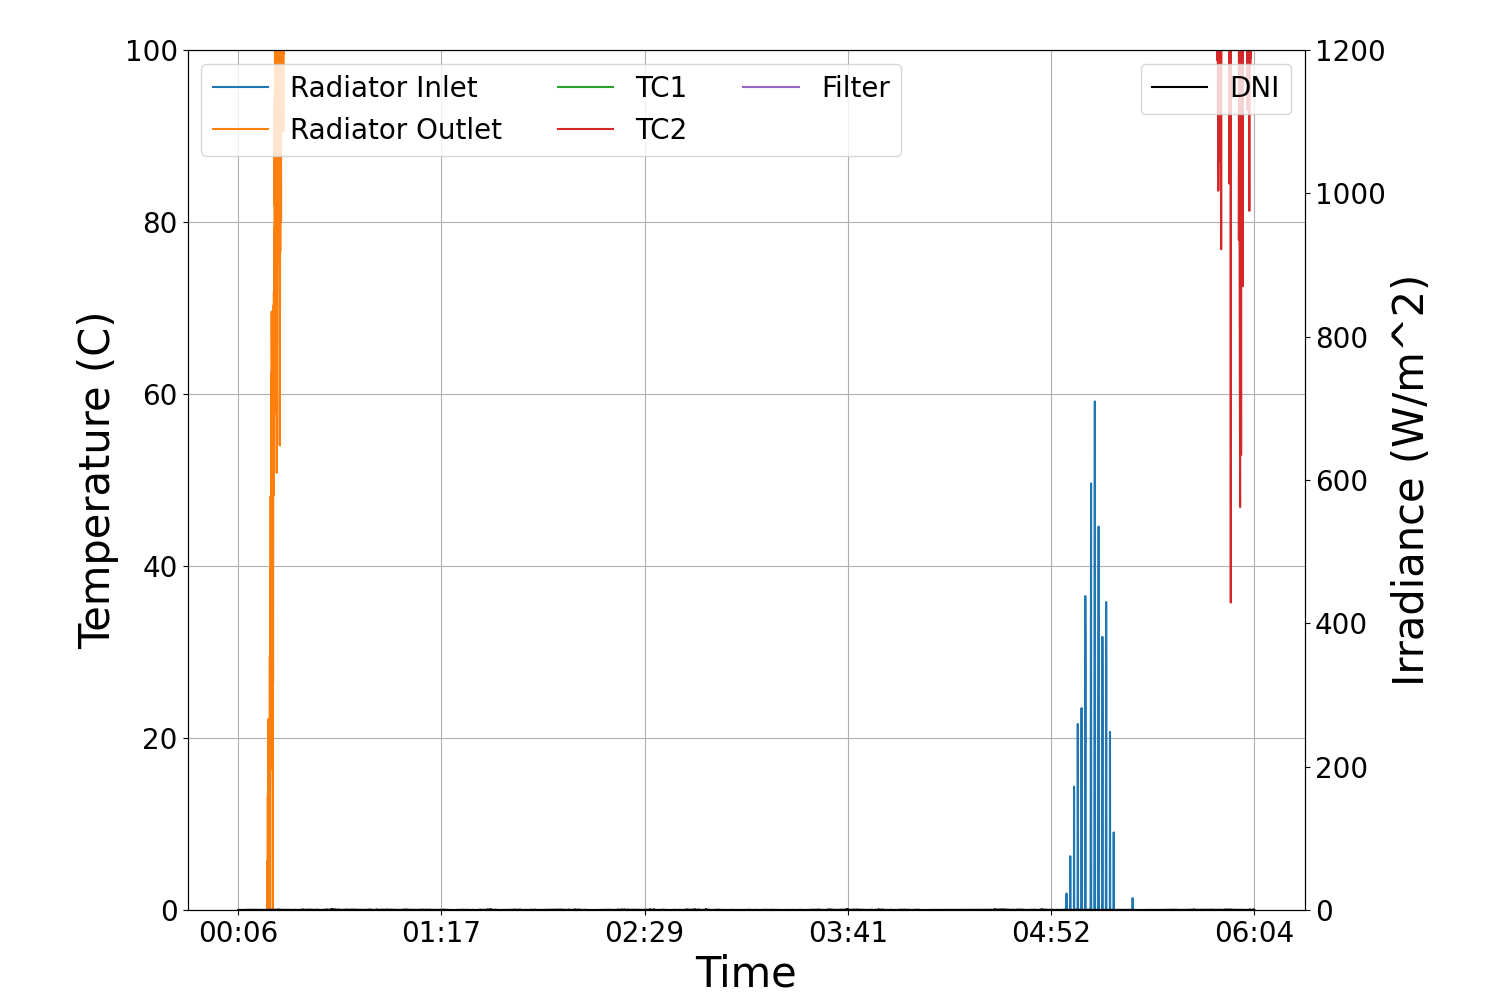 Radiator Inlet
Radiator Outlet
TC1
TC2
Filter
DNI
Temperature (C)
100
80
60
40
20
0
Irradiance (W/m^2)
1200
1000
800
600
400
200
0
00:06 01:17 02:29 03:41 04:52 06:04
Time